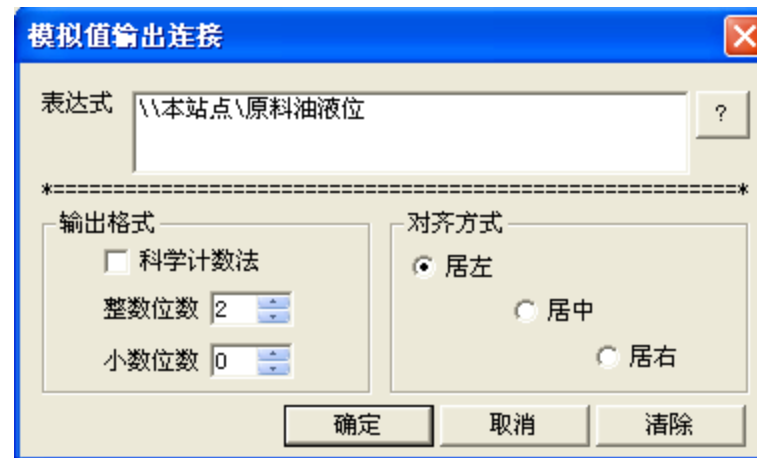 模拟值输出连接
表达式
\\本站点\原料油液位
?
*=========================================================*
输出格式
科学计数法
整数位数 2
小数位数 0
对齐方式
居左
居中
居右
确定 取消 清除